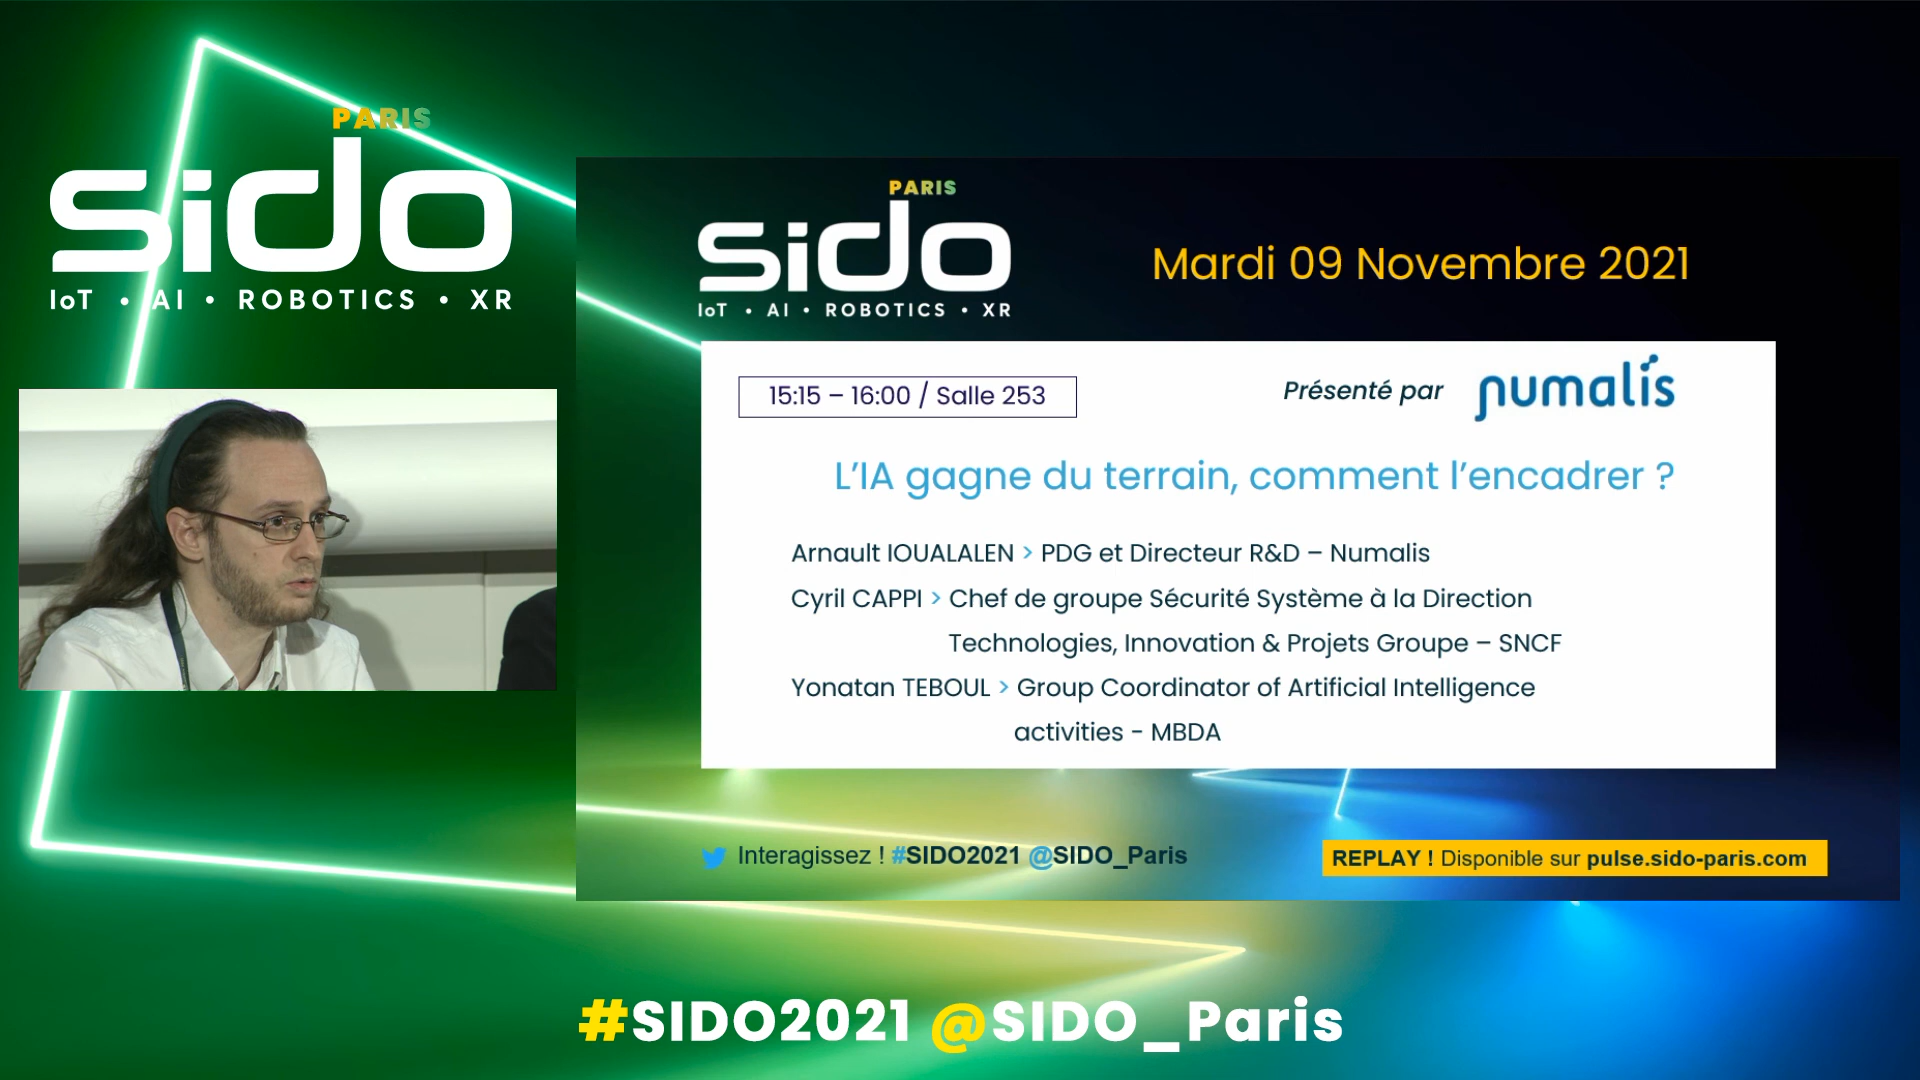 PARIS
sido
IoT • AI • ROBOTICS • XR
PARIS
sido
IoT • AI • ROBOTICS • XR
Mardi 09 Novembre 2021
15:15 – 16:00 / Salle 253
Présenté par numalis
L’IA gagne du terrain, comment l’encadrer ?
Arnault IOUALALEN > PDG et Directeur R&D – Numalis
Cyril CAPPI > Chef de groupe Sécurité Système à la Direction
Technologies, Innovation & Projets Groupe – SNCF
Yonatan TEBOUL > Group Coordinator of Artificial Intelligence
activities - MBDA
Interagissez ! #SIDO2021 @SIDO_Paris
REPLAY ! Disponible sur pulse.sido-paris.com
#SIDO2021 @SIDO_Paris